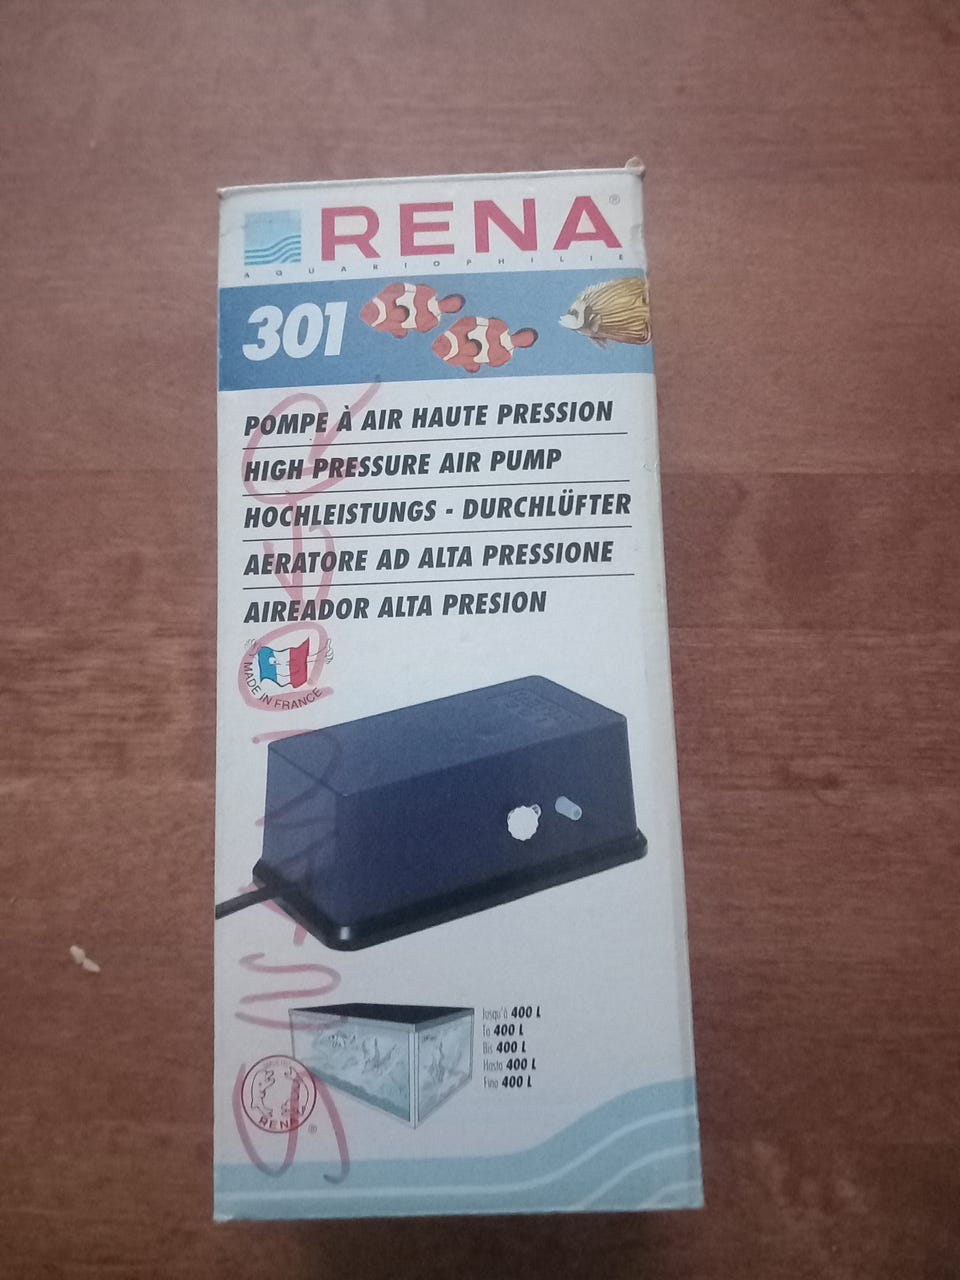 RENA®
AQUARIOPHILIE
301
POMPE À AIR HAUTE PRESSION
HIGH PRESSURE AIR PUMP
HOCHLEISTUNGS - DURCHLÜFTER
AERATORE AD ALTA PRESSIONE
AIREADOR ALTA PRESION
MADE IN FRANCE
Jusqu'à 400 L
To 400 L
Bis 400 L
Hasta 400 L
Fino 400 L
RENA ®